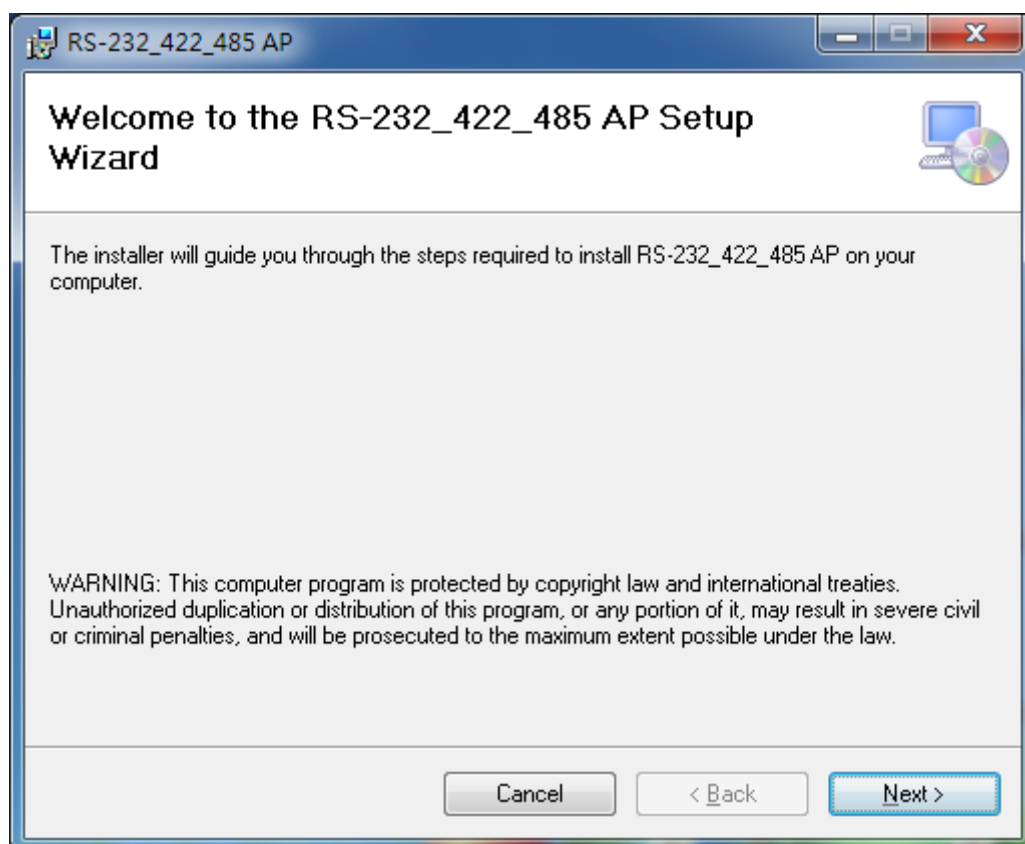 RS-232_422_485 AP
Welcome to the RS-232_422_485 AP Setup
Wizard
The installer will guide you through the steps required to install RS-232_422_485 AP on your
computer.
WARNING: This computer program is protected by copyright law and international treaties.
Unauthorized duplication or distribution of this program, or any portion of it, may result in severe civil
or criminal penalties, and will be prosecuted to the maximum extent possible under the law.
Cancel < Back Next >